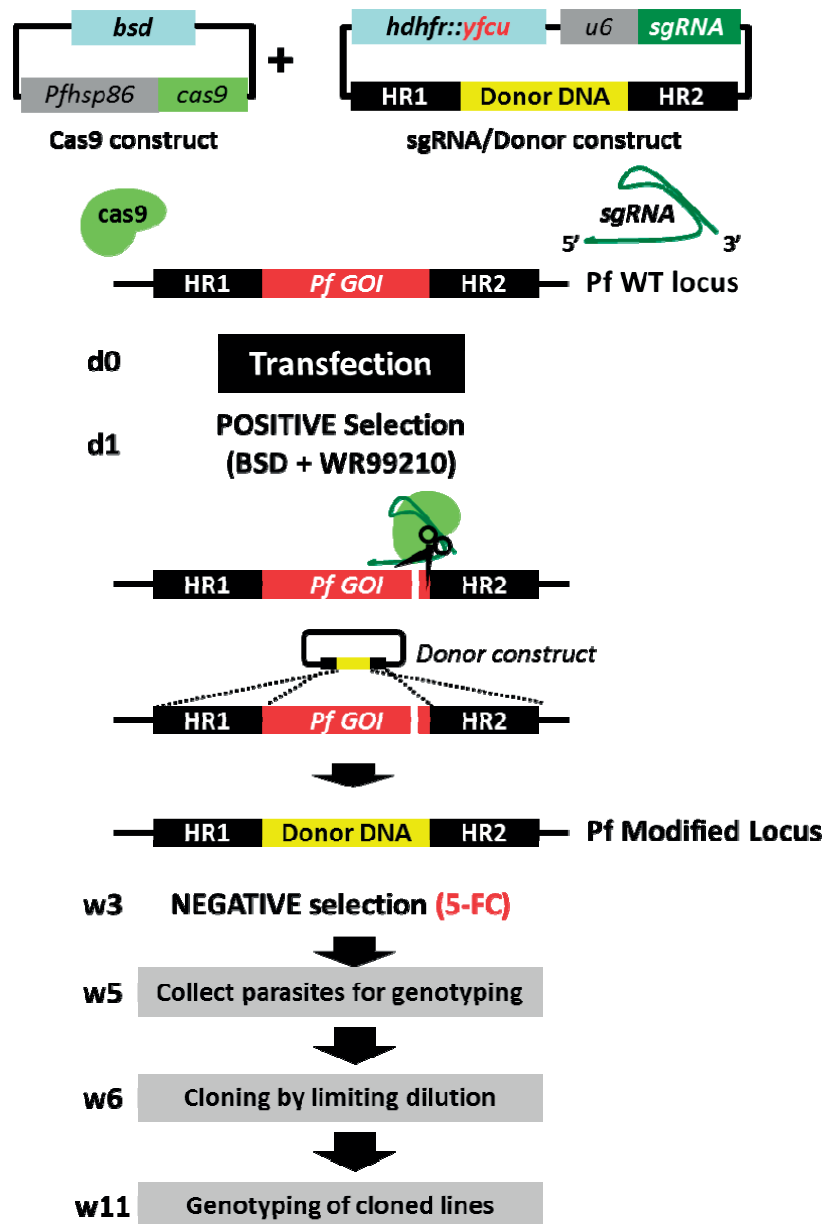 bsd
Pfhsp86 cas9
Cas9 construct
+
hdhfr::yfcu u6 sgRNA
HR1 Donor DNA HR2
sgRNA/Donor construct
cas9
sgRNA
5’ 3’
HR1 Pf GOI HR2 Pf WT locus
d0 Transfection
d1 POSITIVE Selection
(BSD + WR99210)
HR1 Pf GOI HR2
Donor construct
HR1 Pf GOI HR2
HR1 Donor DNA HR2 Pf Modified Locus
w3 NEGATIVE selection (5-FC)
w5 Collect parasites for genotyping
w6 Cloning by limiting dilution
w11 Genotyping of cloned lines